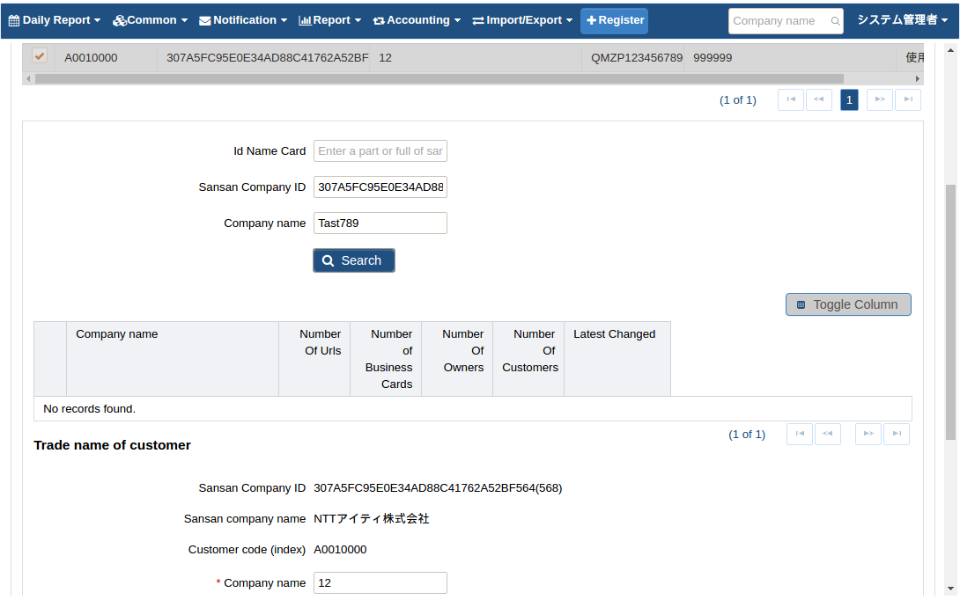 Daily Report Common Notification Report Accounting Import/Export Register Company name システム管理者
A0010000 307A5FC95E0E34AD88C41762A52BF 12 QMZP123456789 999999 使用
(1 of 1) 1
Id Name Card Enter a part or full of sar
Sansan Company ID 307A5FC95E0E34AD88
Company name Tast789
Search
Toggle Column
Company name Number Of Urls Number of Business Cards Number Of Owners Number Of Customers Latest Changed
No records found.
(1 of 1)
Trade name of customer
Sansan Company ID 307A5FC95E0E34AD88C41762A52BF564(568)
Sansan company name NTTアイティ株式会社
Customer code (index) A0010000
* Company name 12